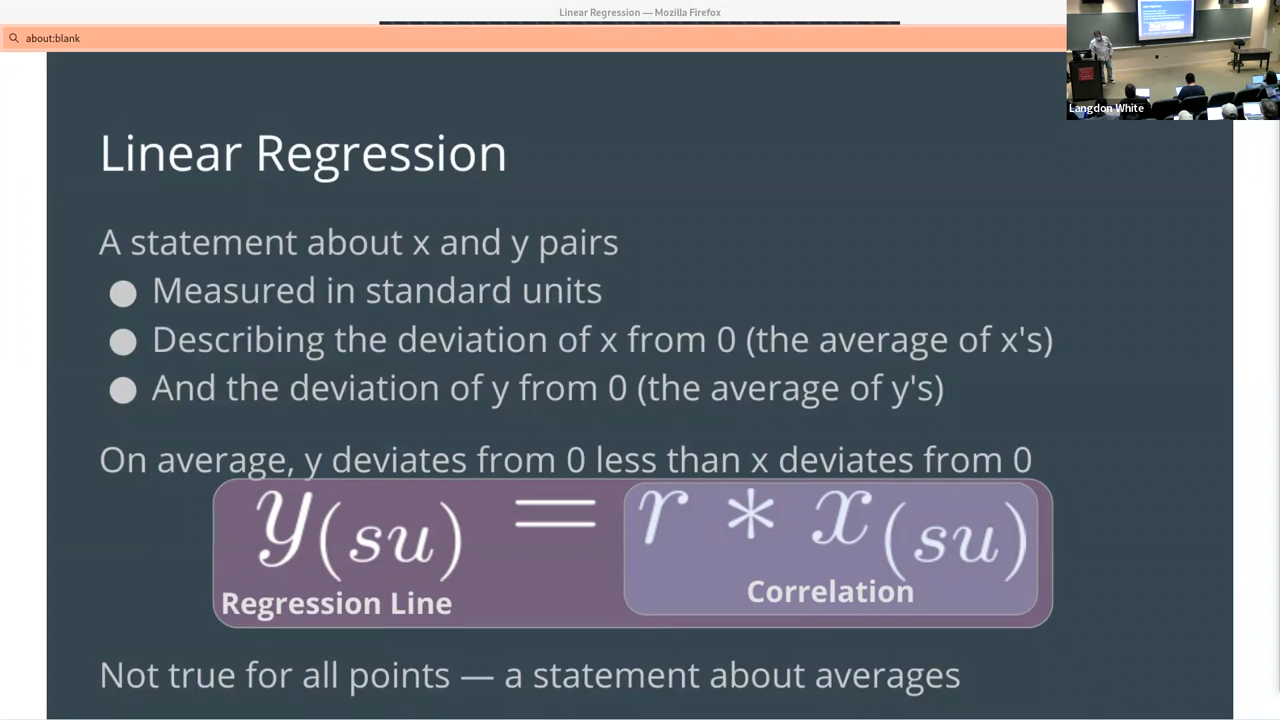 Linear Regression — Mozilla Firefox
about:blank
Langdon White
Linear Regression
A statement about x and y pairs
● Measured in standard units
● Describing the deviation of x from 0 (the average of x's)
● And the deviation of y from 0 (the average of y's)
On average, y deviates from 0 less than x deviates from 0
y(su) = r * x(su)
Regression Line
Correlation
Not true for all points — a statement about averages